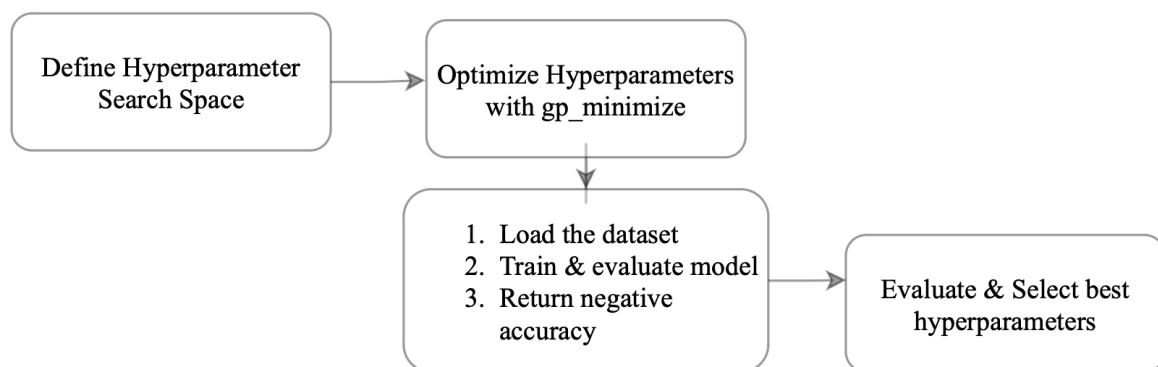 Define Hyperparameter
Search Space
Optimize Hyperparameters
with gp_minimize
1. Load the dataset
2. Train & evaluate model
3. Return negative
accuracy
Evaluate & Select best
hyperparameters